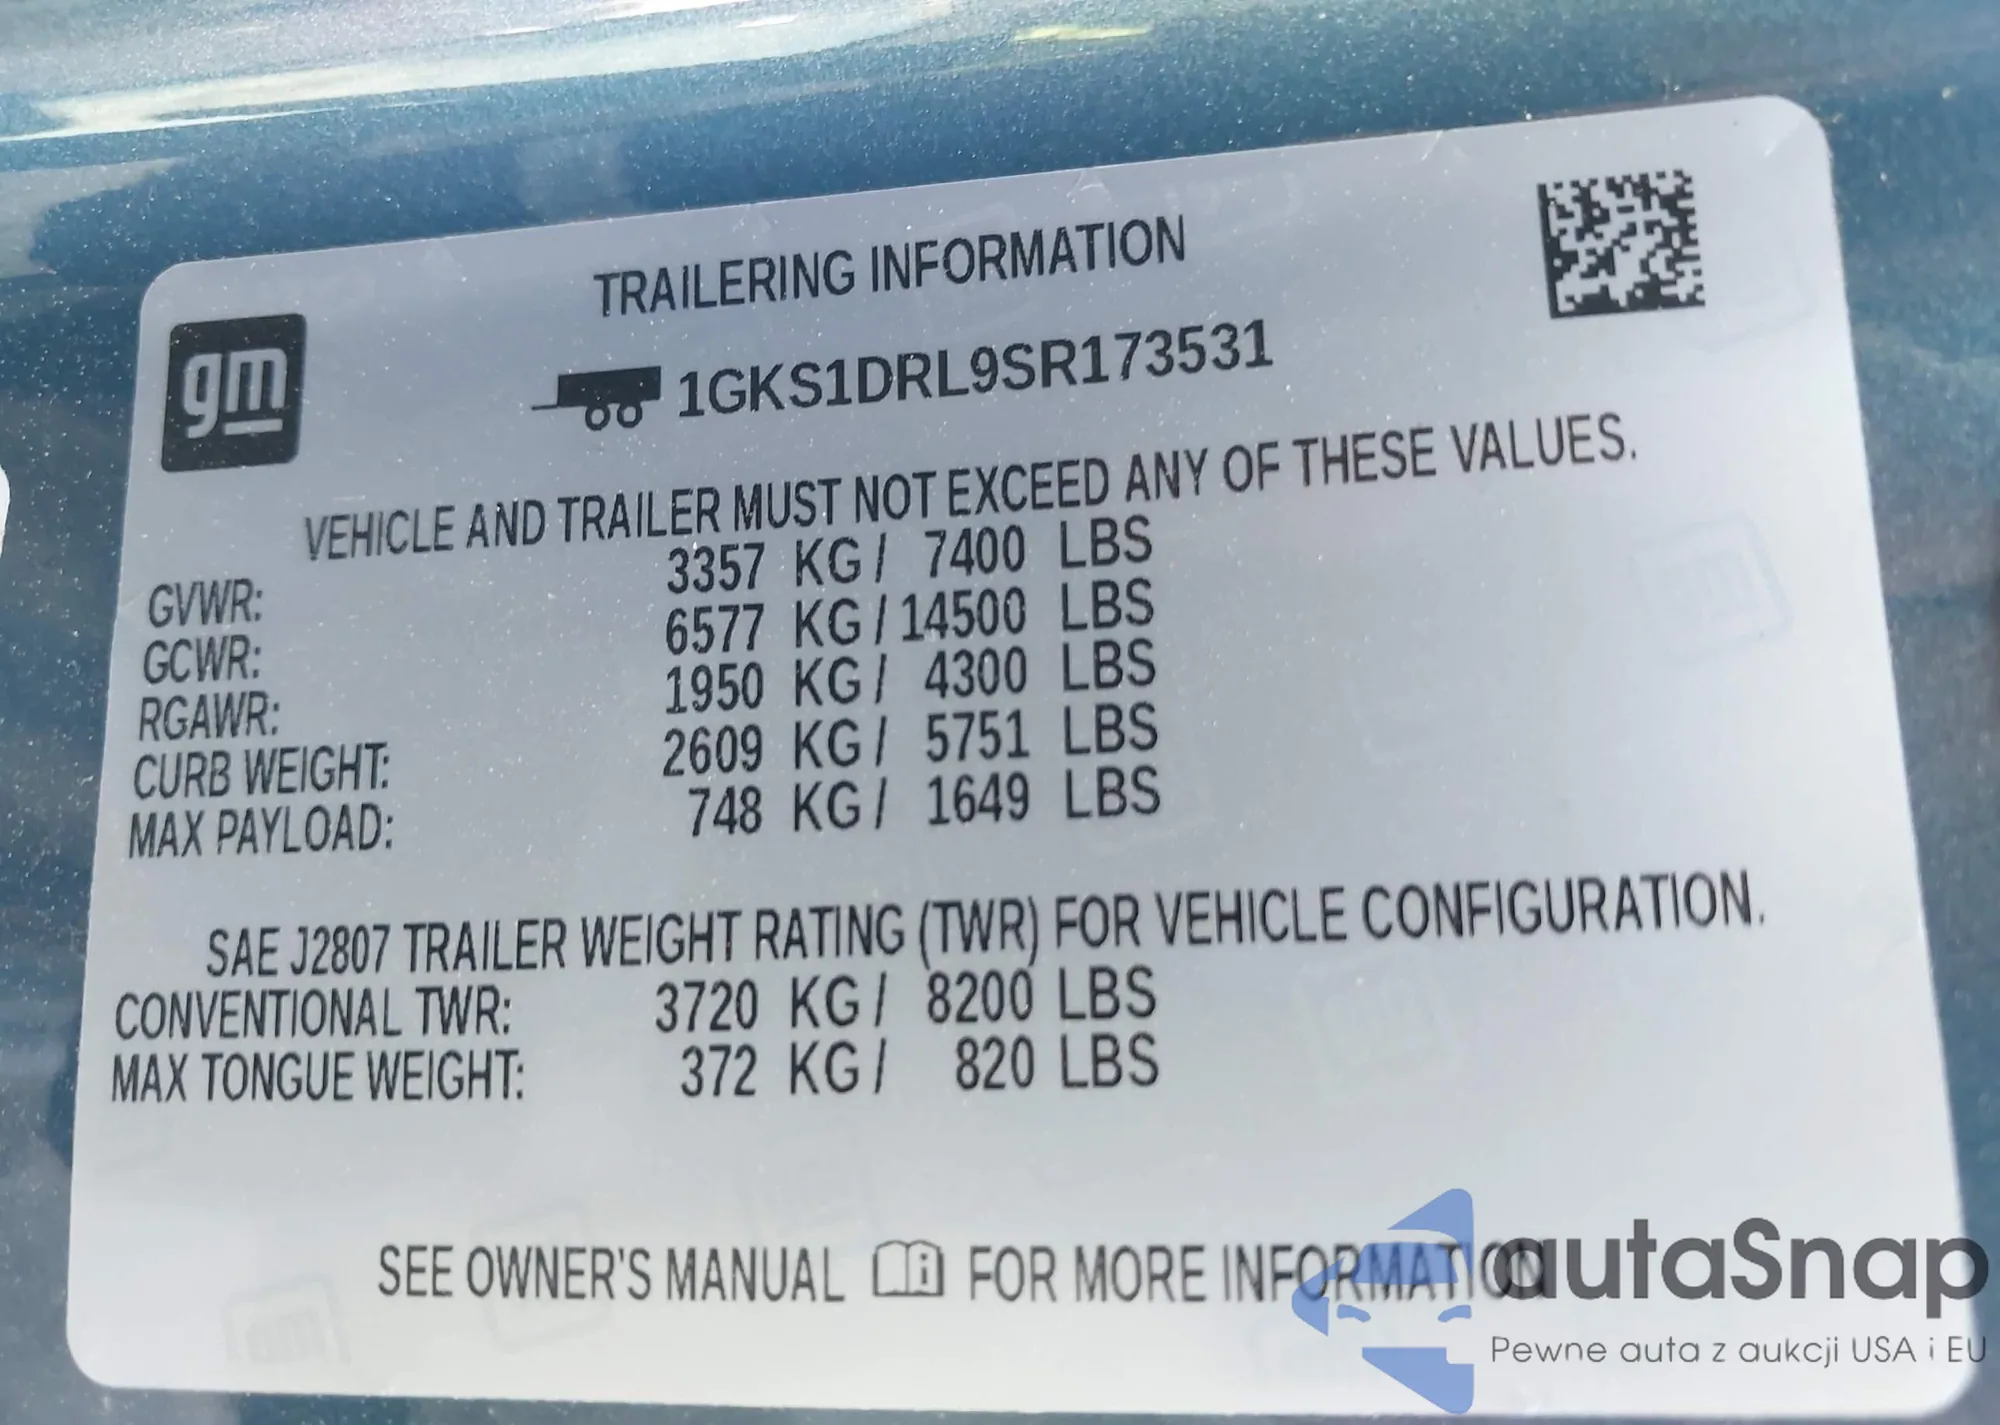 TRAILERING INFORMATION
gm
1GKS1DRL9SR173531
VEHICLE AND TRAILER MUST NOT EXCEED ANY OF THESE VALUES.
GVWR: 3357 KG / 7400 LBS
GCWR: 6577 KG / 14500 LBS
RGAWR: 1950 KG / 4300 LBS
CURB WEIGHT: 2609 KG / 5751 LBS
MAX PAYLOAD: 748 KG / 1649 LBS
SAE J2807 TRAILER WEIGHT RATING (TWR) FOR VEHICLE CONFIGURATION.
CONVENTIONAL TWR: 3720 KG / 8200 LBS
MAX TONGUE WEIGHT: 372 KG / 820 LBS
SEE OWNER'S MANUAL FOR MORE INFORMATION
autaSnap
Pewne auta z aukcji USA i EU